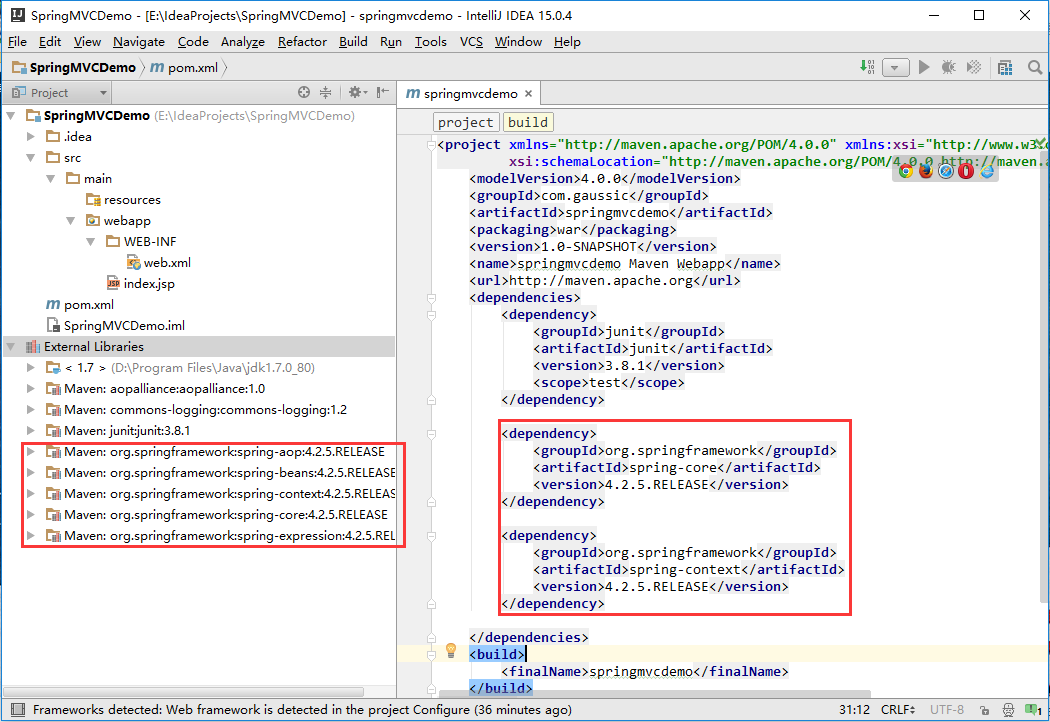 SpringMVCDemo - [E:\IdeaProjects\SpringMVCDemo] - springmvcdemo - IntelliJ IDEA 15.0.4
File Edit View Navigate Code Analyze Refactor Build Run Tools VCS Window Help
SpringMVCDemo pom.xml
Project
SpringMVCDemo (E:\IdeaProjects\SpringMVCDemo)
.idea
src
main
resources
webapp
WEB-INF
web.xml
index.jsp
pom.xml
SpringMVCDemo.iml
External Libraries
< 1.7 > (D:\Program Files\Java\jdk1.7.0_80)
Maven: aopalliance:aopalliance:1.0
Maven: commons-logging:commons-logging:1.2
Maven: junit:junit:3.8.1
Maven: org.springframework:spring-aop:4.2.5.RELEASE
Maven: org.springframework:spring-beans:4.2.5.RELEASE
Maven: org.springframework:spring-context:4.2.5.RELEAS
Maven: org.springframework:spring-core:4.2.5.RELEASE
Maven: org.springframework:spring-expression:4.2.5.REL
springmvcdemo
project build
<project xmlns="http://maven.apache.org/POM/4.0.0" xmlns:xsi="http://www.w3
xsi:schemaLocation="http://maven.apache.org/POM/4.0.0 http://maven.a
<modelVersion>4.0.0</modelVersion>
<groupId>com.gaussic</groupId>
<artifactId>springmvcdemo</artifactId>
<packaging>war</packaging>
<version>1.0-SNAPSHOT</version>
<name>springmvcdemo Maven Webapp</name>
<url>http://maven.apache.org</url>
<dependencies>
<dependency>
<groupId>junit</groupId>
<artifactId>junit</artifactId>
<version>3.8.1</version>
<scope>test</scope>
</dependency>
<dependency>
<groupId>org.springframework</groupId>
<artifactId>spring-core</artifactId>
<version>4.2.5.RELEASE</version>
</dependency>
<dependency>
<groupId>org.springframework</groupId>
<artifactId>spring-context</artifactId>
<version>4.2.5.RELEASE</version>
</dependency>
</dependencies>
<build>
<finalName>springmvcdemo</finalName>
</build>
Frameworks detected: Web framework is detected in the project Configure (36 minutes ago) 31:12 CRLF UTF-8 1